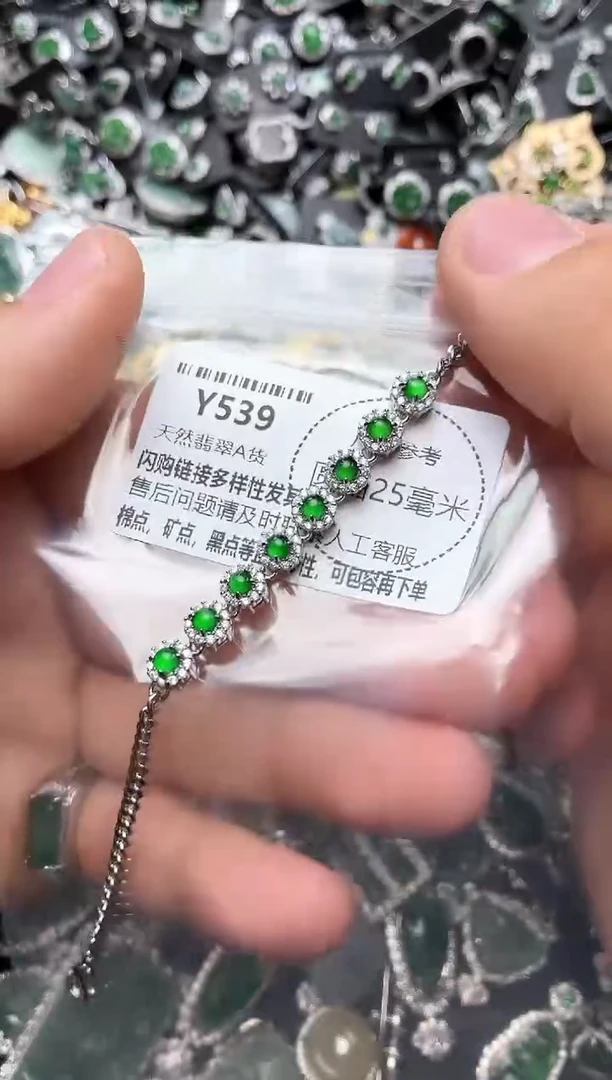 Y539
天然翡翠A货
参考
闪购链接多样性发
25毫米
售后问题请及时
人工客服
棉点，矿点，黑点等
性，可包容再下单